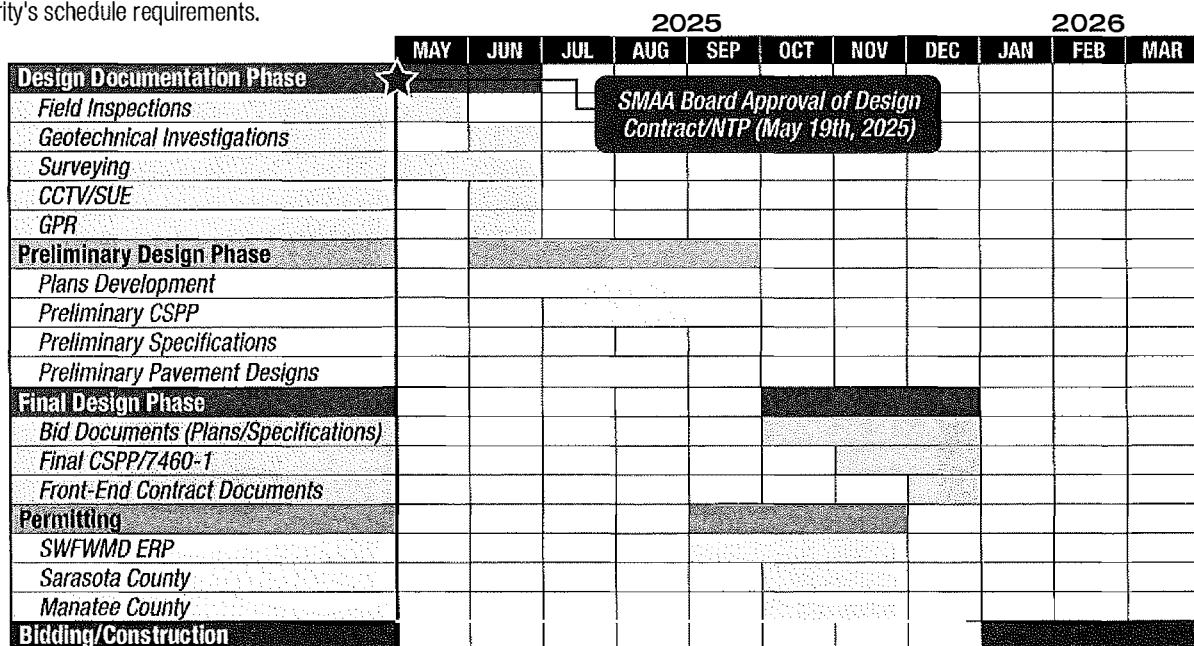 rity's schedule requirements.
2025 2026
MAY JUN JUL AUG SEP OCT NOV DEC JAN FEB MAR
Design Documentation Phase
SMAA Board Approval of Design
Contract/NTP (May 19th, 2025)
Field Inspections
Geotechnical Investigations
Surveying
CCTV/SUE
GPR
Preliminary Design Phase
Plans Development
Preliminary CSPP
Preliminary Specifications
Preliminary Pavement Designs
Final Design Phase
Bid Documents (Plans/Specifications)
Final CSPP/7460-1
Front-End Contract Documents
Permitting
SWFWMD ERP
Sarasota County
Manatee County
Bidding/Construction